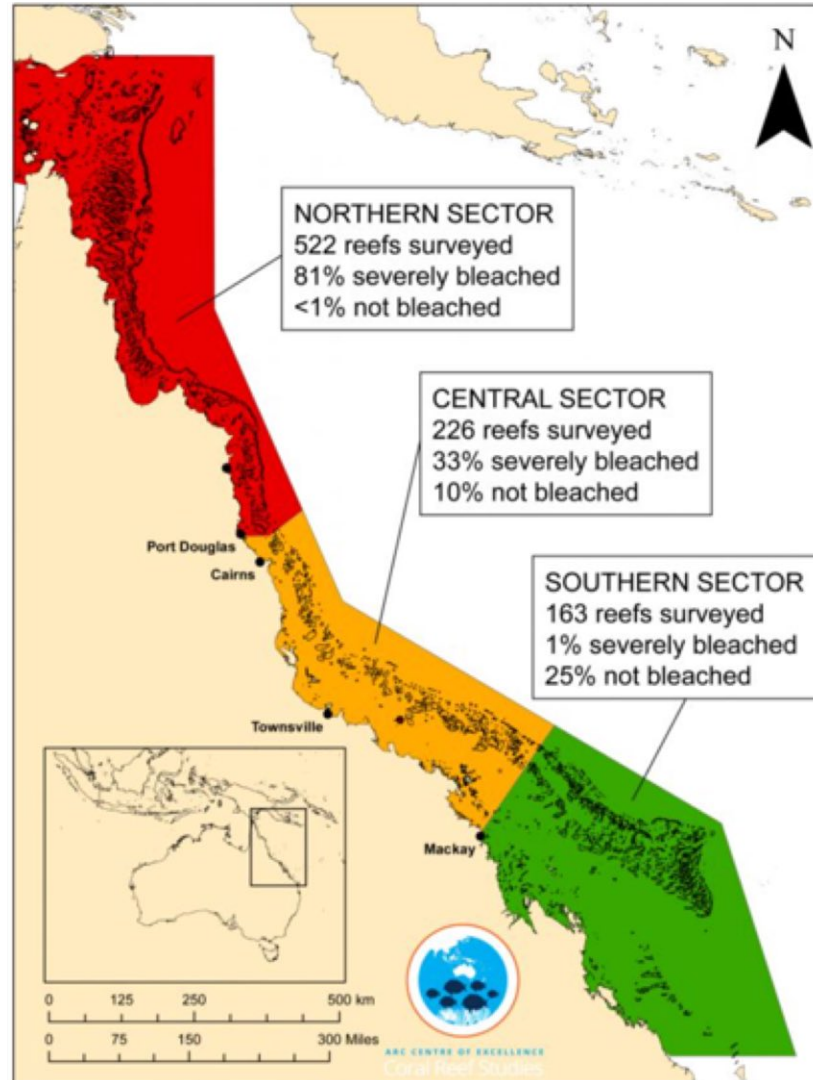 N
NORTHERN SECTOR
522 reefs surveyed
81% severely bleached
<1% not bleached
CENTRAL SECTOR
226 reefs surveyed
33% severely bleached
10% not bleached
Port Douglas
Cairns
SOUTHERN SECTOR
163 reefs surveyed
1% severely bleached
25% not bleached
Townsville
Mackay
0 125 250 500 km
0 75 150 300 Miles
ARC CENTRE OF EXCELLENCE
Coral Reef Studies